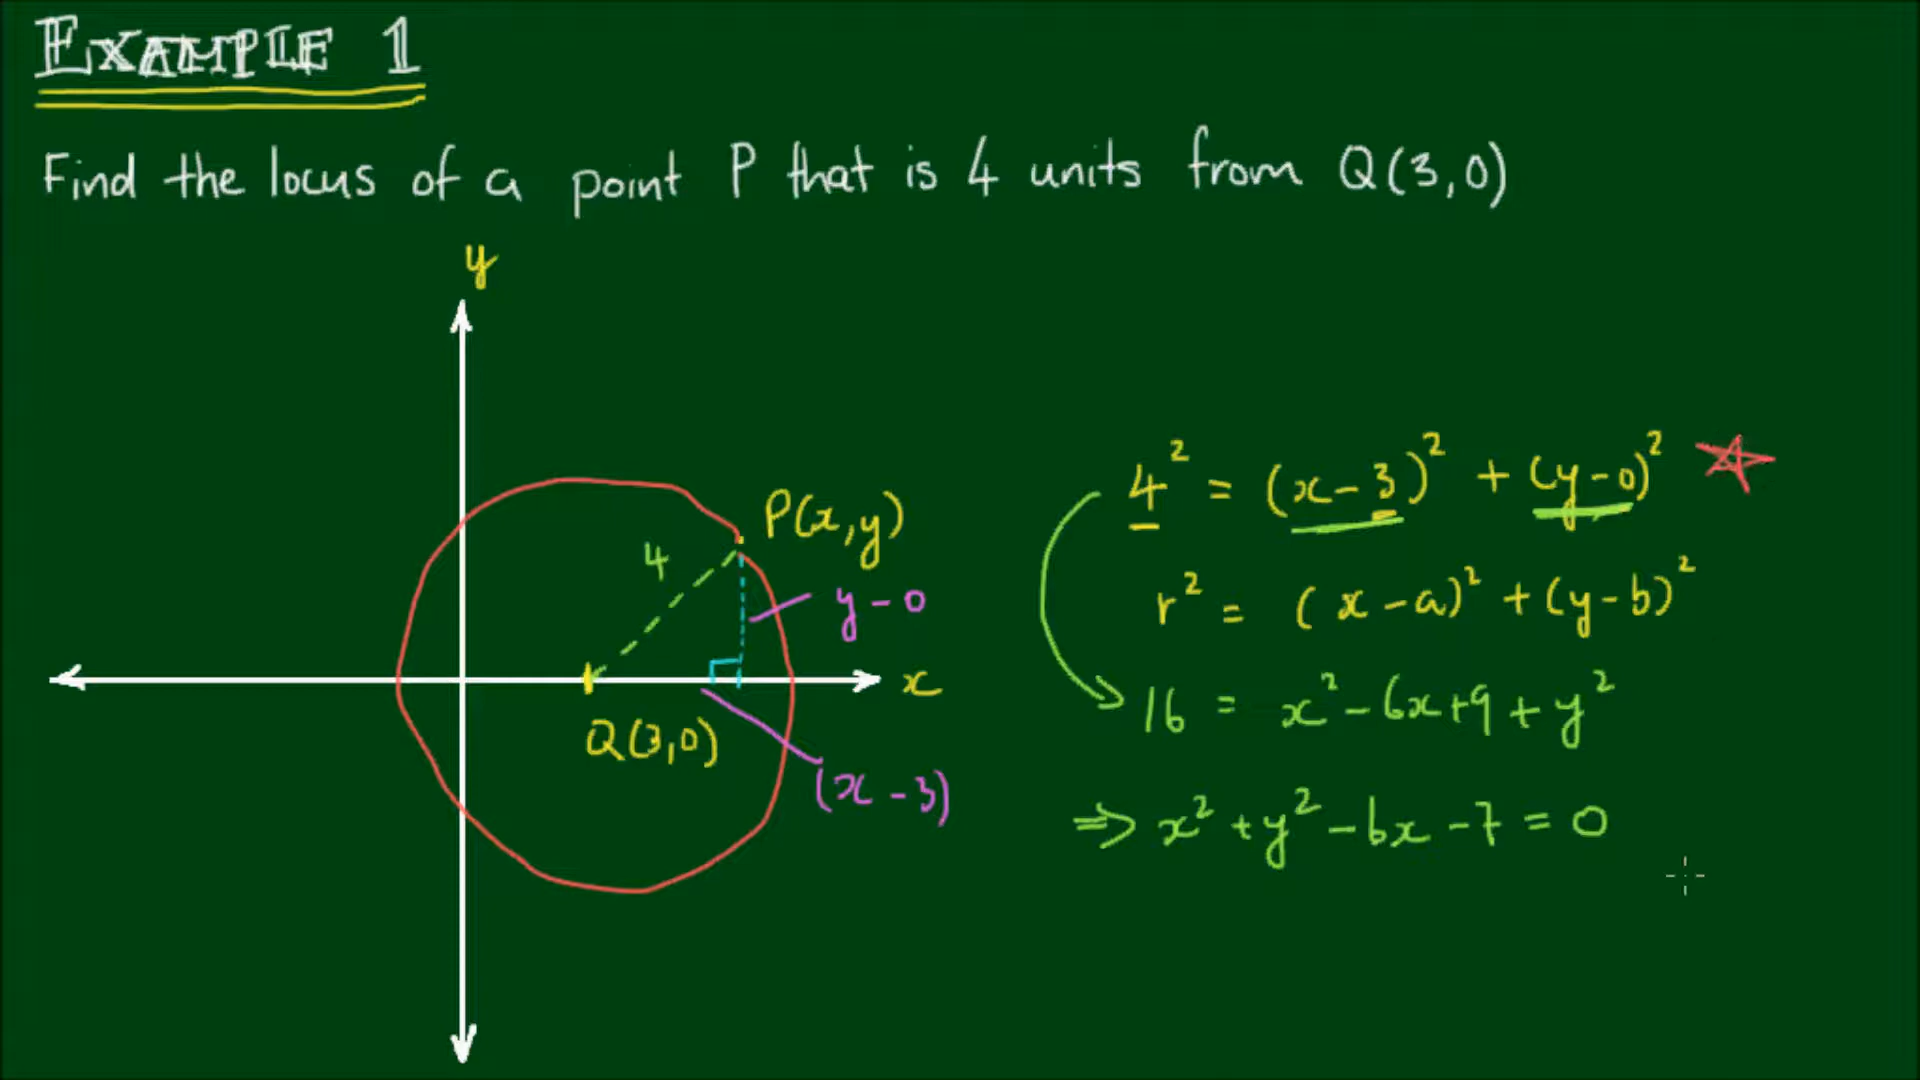 EXAMPLE 1
Find the locus of a point P that is 4 units from Q(3,0)
y
4² = (x-3)² + (y-0)²
P(x,y)
4
y-0
r² = (x-a)² + (y-b)²
x
16 = x²-6x+9+y²
Q(3,0)
(x-3)
⇒ x²+y²-6x-7=0